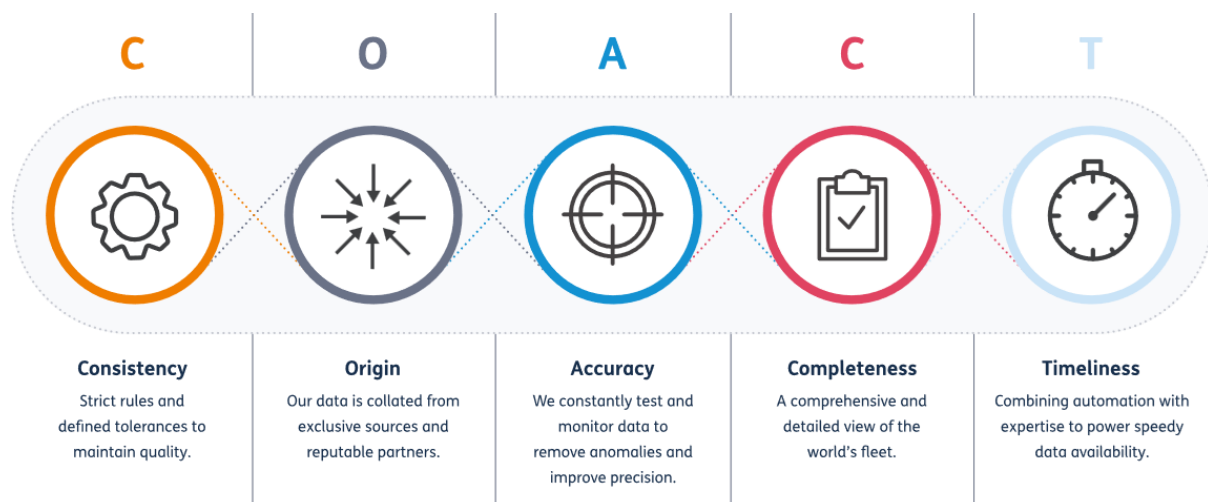 C
O
A
C
T
Consistency
Strict rules and
defined tolerances to
maintain quality.
Origin
Our data is collated from
exclusive sources and
reputable partners.
Accuracy
We constantly test and
monitor data to
remove anomalies and
improve precision.
Completeness
A comprehensive and
detailed view of the
world's fleet.
Timeliness
Combining automation with
expertise to power speedy
data availability.